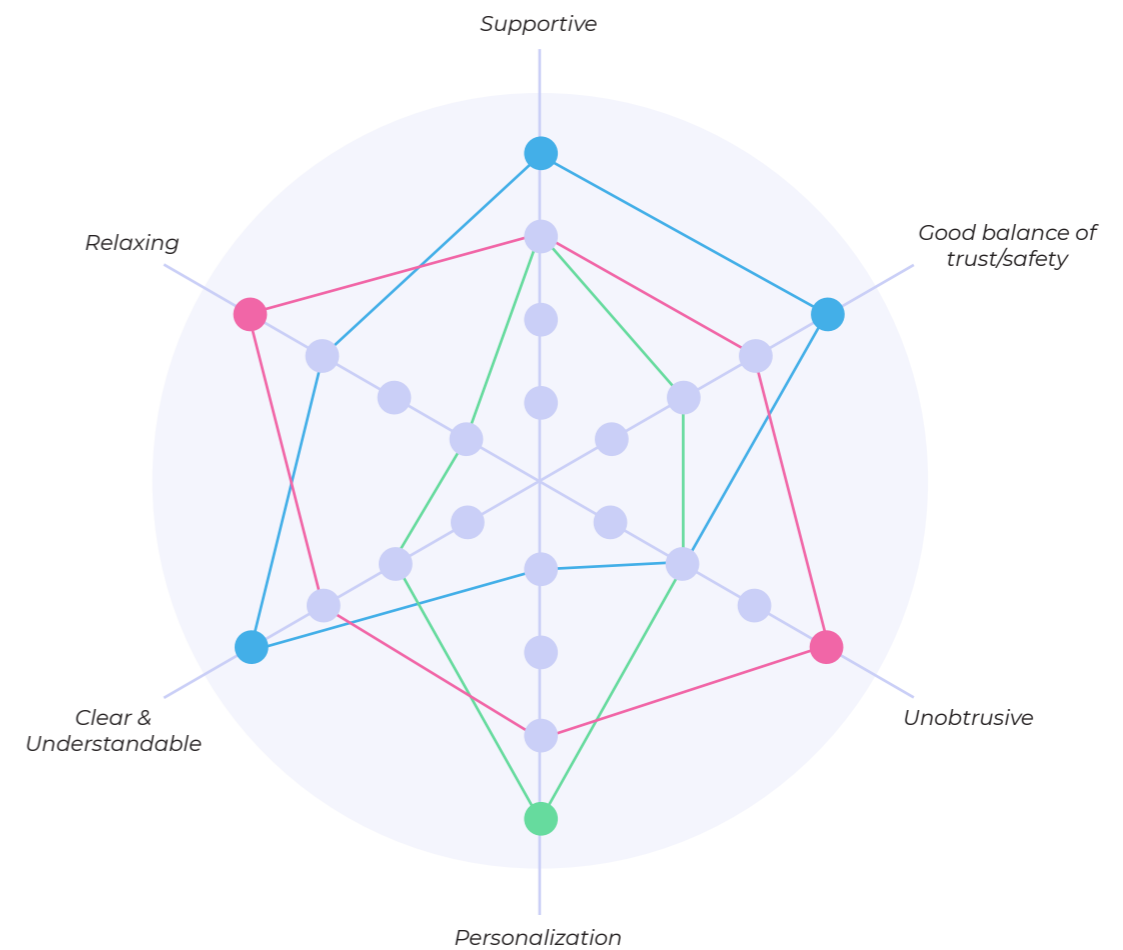 Supportive
Good balance of
trust/safety
Relaxing
Clear &
Understandable
Unobtrusive
Personalization